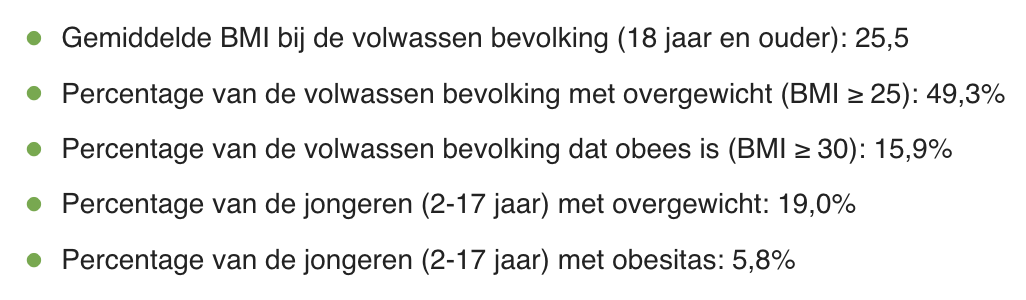 Gemiddelde BMI bij de volwassen bevolking (18 jaar en ouder): 25,5
Percentage van de volwassen bevolking met overgewicht (BMI ≥ 25): 49,3%
Percentage van de volwassen bevolking dat obees is (BMI ≥ 30): 15,9%
Percentage van de jongeren (2-17 jaar) met overgewicht: 19,0%
Percentage van de jongeren (2-17 jaar) met obesitas: 5,8%